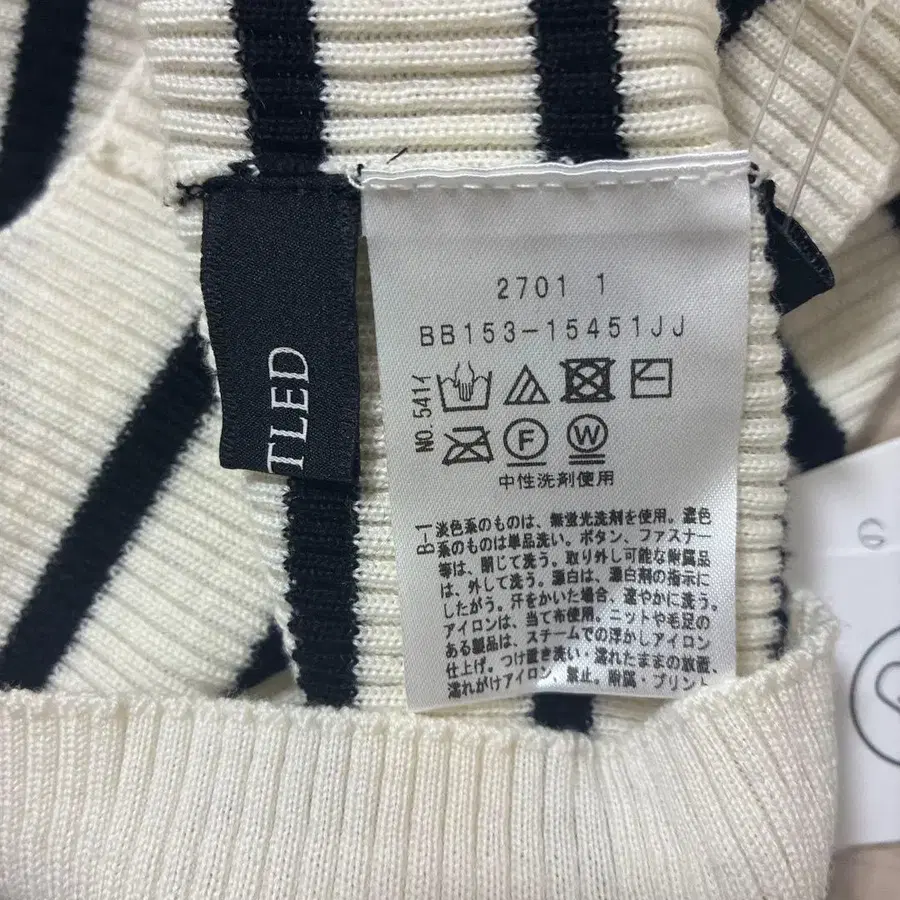 2701 1
BB153-15451JJ
NO.541イ
F W
中性洗剤使用
B-1
淡色系のものは、無蛍光洗剤を使用。濃色
系のものは単品洗い。ボタン、ファスナー
等は、閉じて洗う。取り外し可能な附属品
は、外して洗う。漂白は、漂白剤の指示に
したがう。汗をかいた場合、速やかに洗う。
アイロンは、当て布使用。ニットや毛足の
ある製品は、スチームでの浮かしアイロン
仕上げ。つけ置き洗い・濡れたままの放置、
濡れがけアイロン、禁止。附属・プリント
TLED